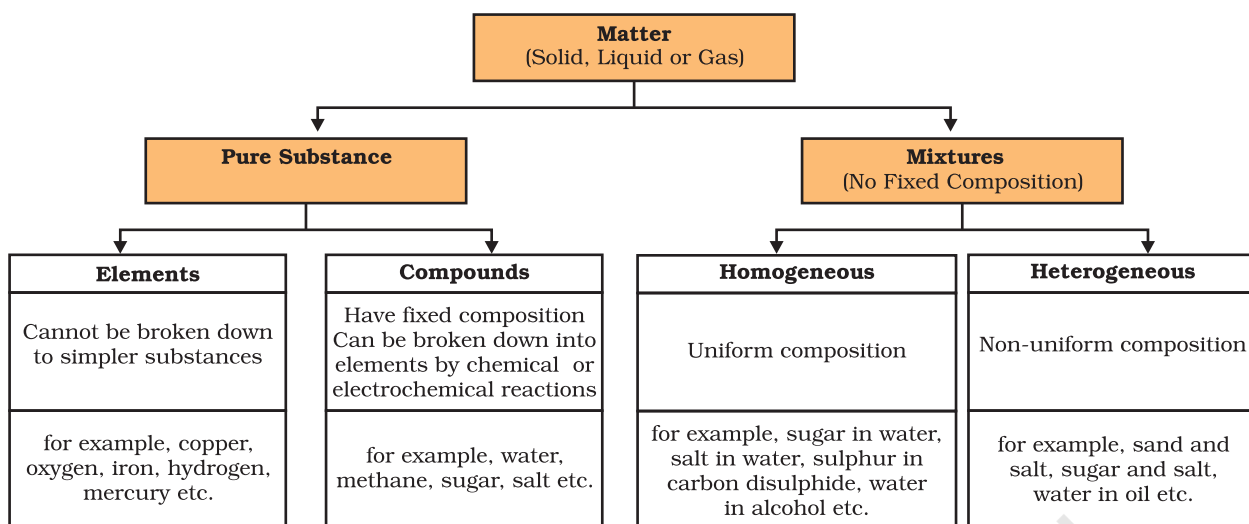 Matter
(Solid, Liquid or Gas)
Pure Substance
Mixtures
(No Fixed Composition)
Elements
Cannot be broken down
to simpler substances
for example, copper,
oxygen, iron, hydrogen,
mercury etc.
Compounds
Have fixed composition
Can be broken down into
elements by chemical or
electrochemical reactions
for example, water,
methane, sugar, salt etc.
Homogeneous
Uniform composition
for example, sugar in water,
salt in water, sulphur in
carbon disulphide, water
in alcohol etc.
Heterogeneous
Non-uniform composition
for example, sand and
salt, sugar and salt,
water in oil etc.